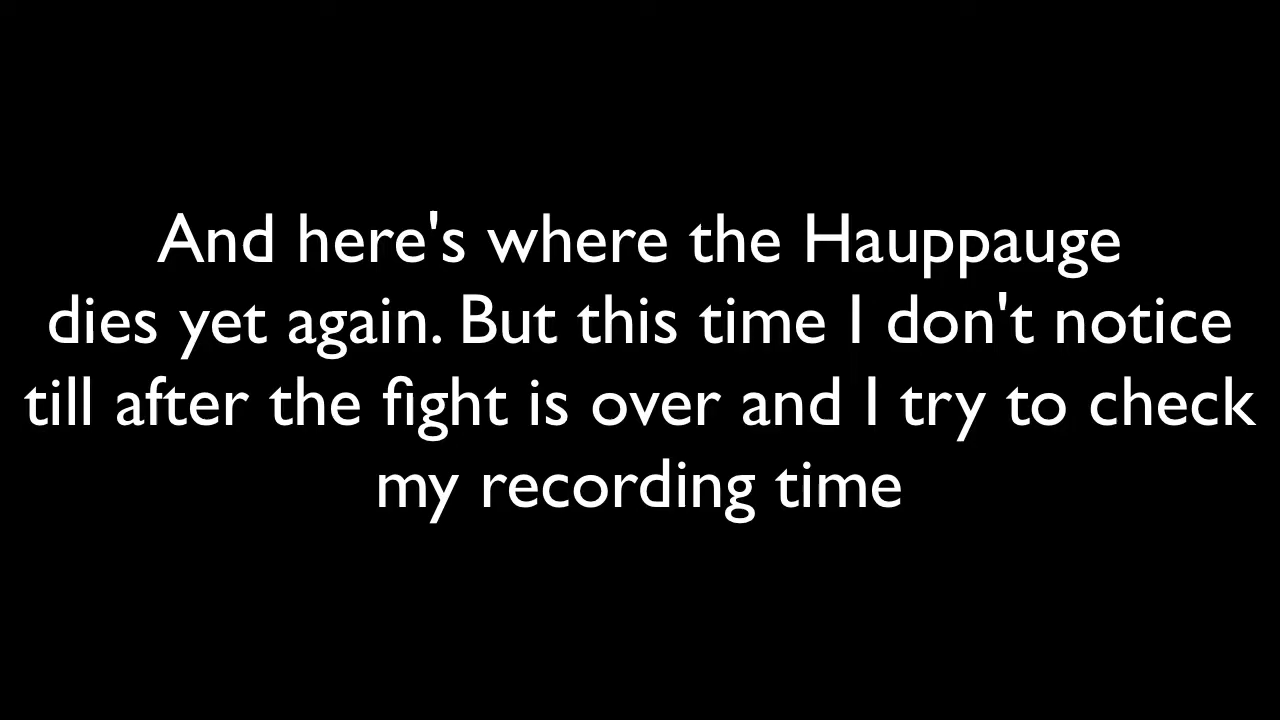 And here's where the Hauppauge
dies yet again. But this time I don't notice
till after the fight is over and I try to check
my recording time